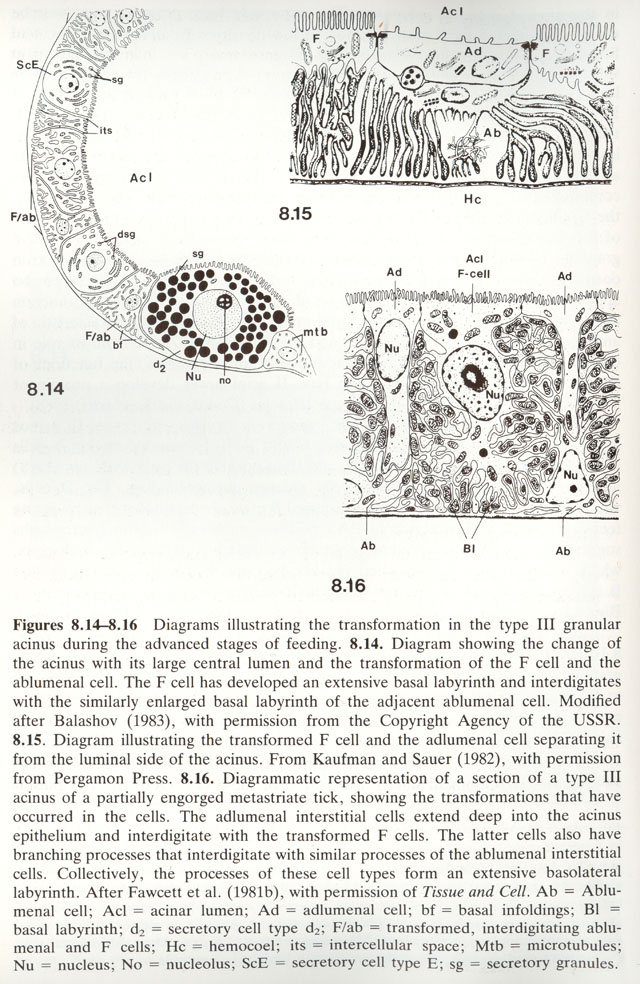 Acl
F
Ad
F
Ab
Hc
8.15
ScE
sg
its
Acl
F/ab
dsg
sg
F/ab
bf
d2
Nu
no
mtb
8.14
Ad
Acl
F-cell
Ad
Nu
Nu
Nu
Ab
Bl
Ab
8.16
Figures 8.14–8.16 Diagrams illustrating the transformation in the type III granular
acinus during the advanced stages of feeding. 8.14. Diagram showing the change of
the acinus with its large central lumen and the transformation of the F cell and the
ablumenal cell. The F cell has developed an extensive basal labyrinth and interdigitates
with the similarly enlarged basal labyrinth of the adjacent ablumenal cell. Modified
after Balashov (1983), with permission from the Copyright Agency of the USSR.
8.15. Diagram illustrating the transformed F cell and the adlumenal cell separating it
from the luminal side of the acinus. From Kaufman and Sauer (1982), with permission
from Pergamon Press. 8.16. Diagrammatic representation of a section of a type III
acinus of a partially engorged metastriate tick, showing the transformations that have
occurred in the cells. The adlumenal interstitial cells extend deep into the acinus
epithelium and interdigitate with the transformed F cells. The latter cells also have
branching processes that interdigitate with similar processes of the ablumenal interstitial
cells. Collectively, the processes of these cell types form an extensive basolateral
labyrinth. After Fawcett et al. (1981b), with permission of Tissue and Cell. Ab = Ablu-
menal cell; Acl = acinar lumen; Ad = adlumenal cell; bf = basal infoldings; Bl =
basal labyrinth; d2 = secretory cell type d2; F/ab = transformed, interdigitating ablu-
menal and F cells; Hc = hemocoel; its = intercellular space; Mtb = microtubules;
Nu = nucleus; No = nucleolus; ScE = secretory cell type E; sg = secretory granules.